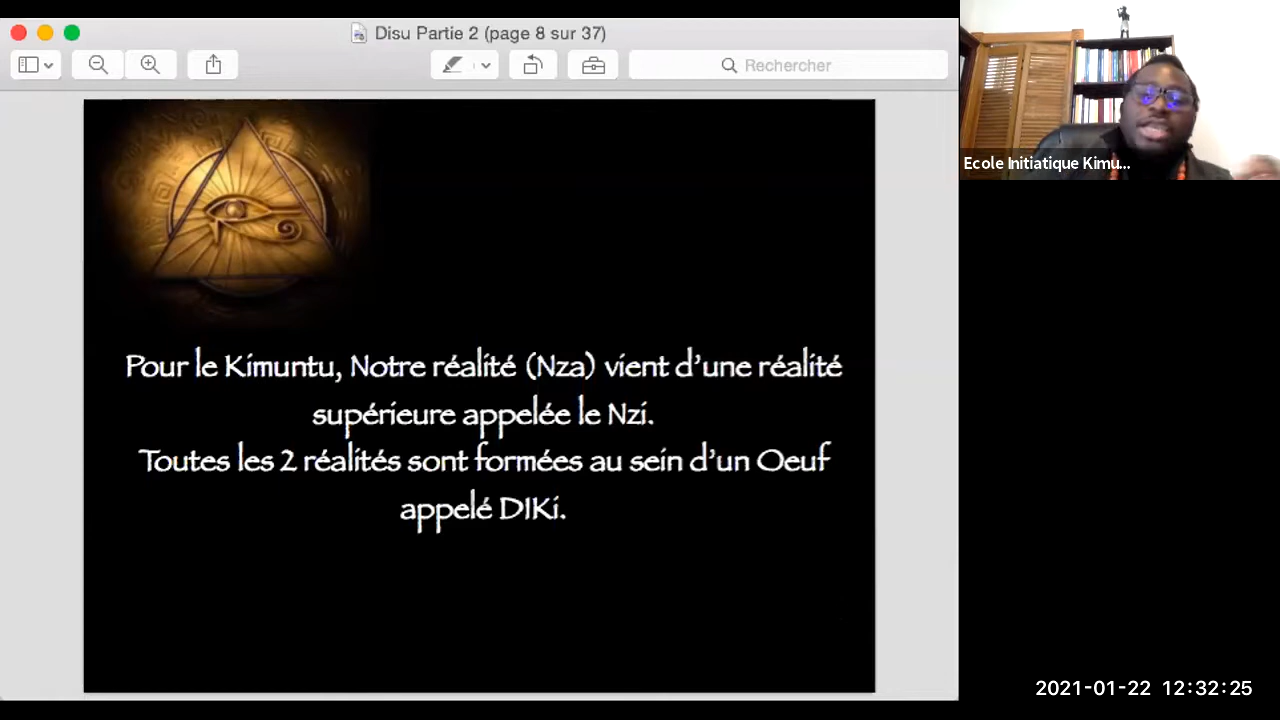 Disu Partie 2 (page 8 sur 37)
Rechercher
Ecole Initiatique Kimu...
Pour le Kimuntu, Notre réalité (Nza) vient d’une réalité
supérieure appelée le Nzi.
Toutes les 2 réalités sont formées au sein d’un Oeuf
appelé DIKi.
2021-01-22 12:32:25